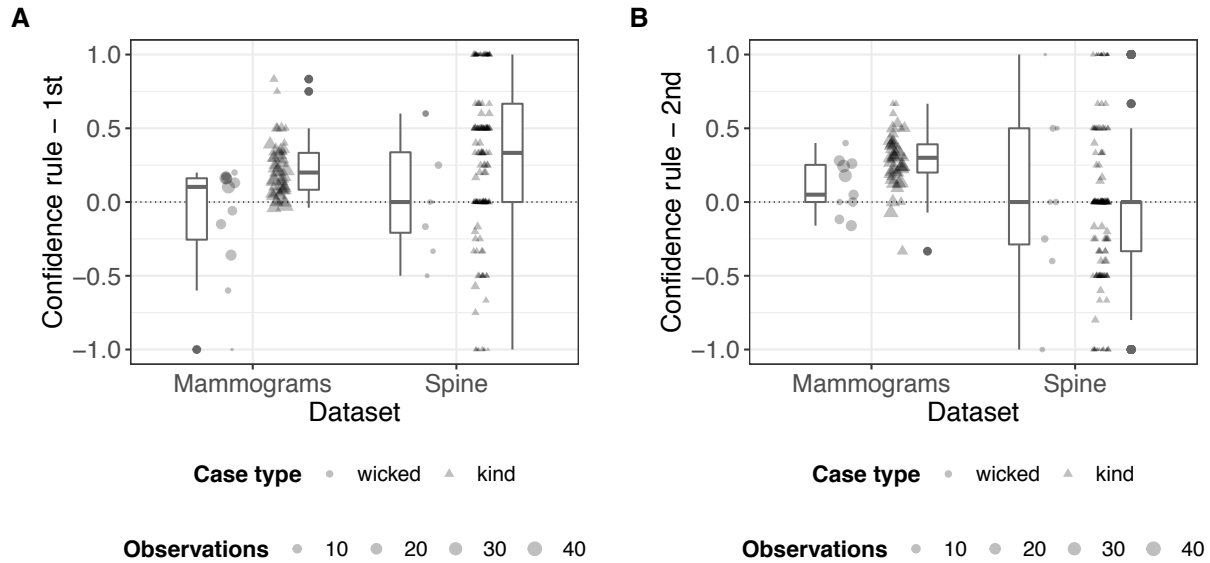 A
Confidence rule − 1st
1.0
0.5
0.0
−0.5
−1.0
Mammograms Spine
Dataset
Case type wicked kind
Observations 10 20 30 40
B
Confidence rule − 2nd
1.0
0.5
0.0
−0.5
−1.0
Mammograms Spine
Dataset
Case type wicked kind
Observations 10 20 30 40